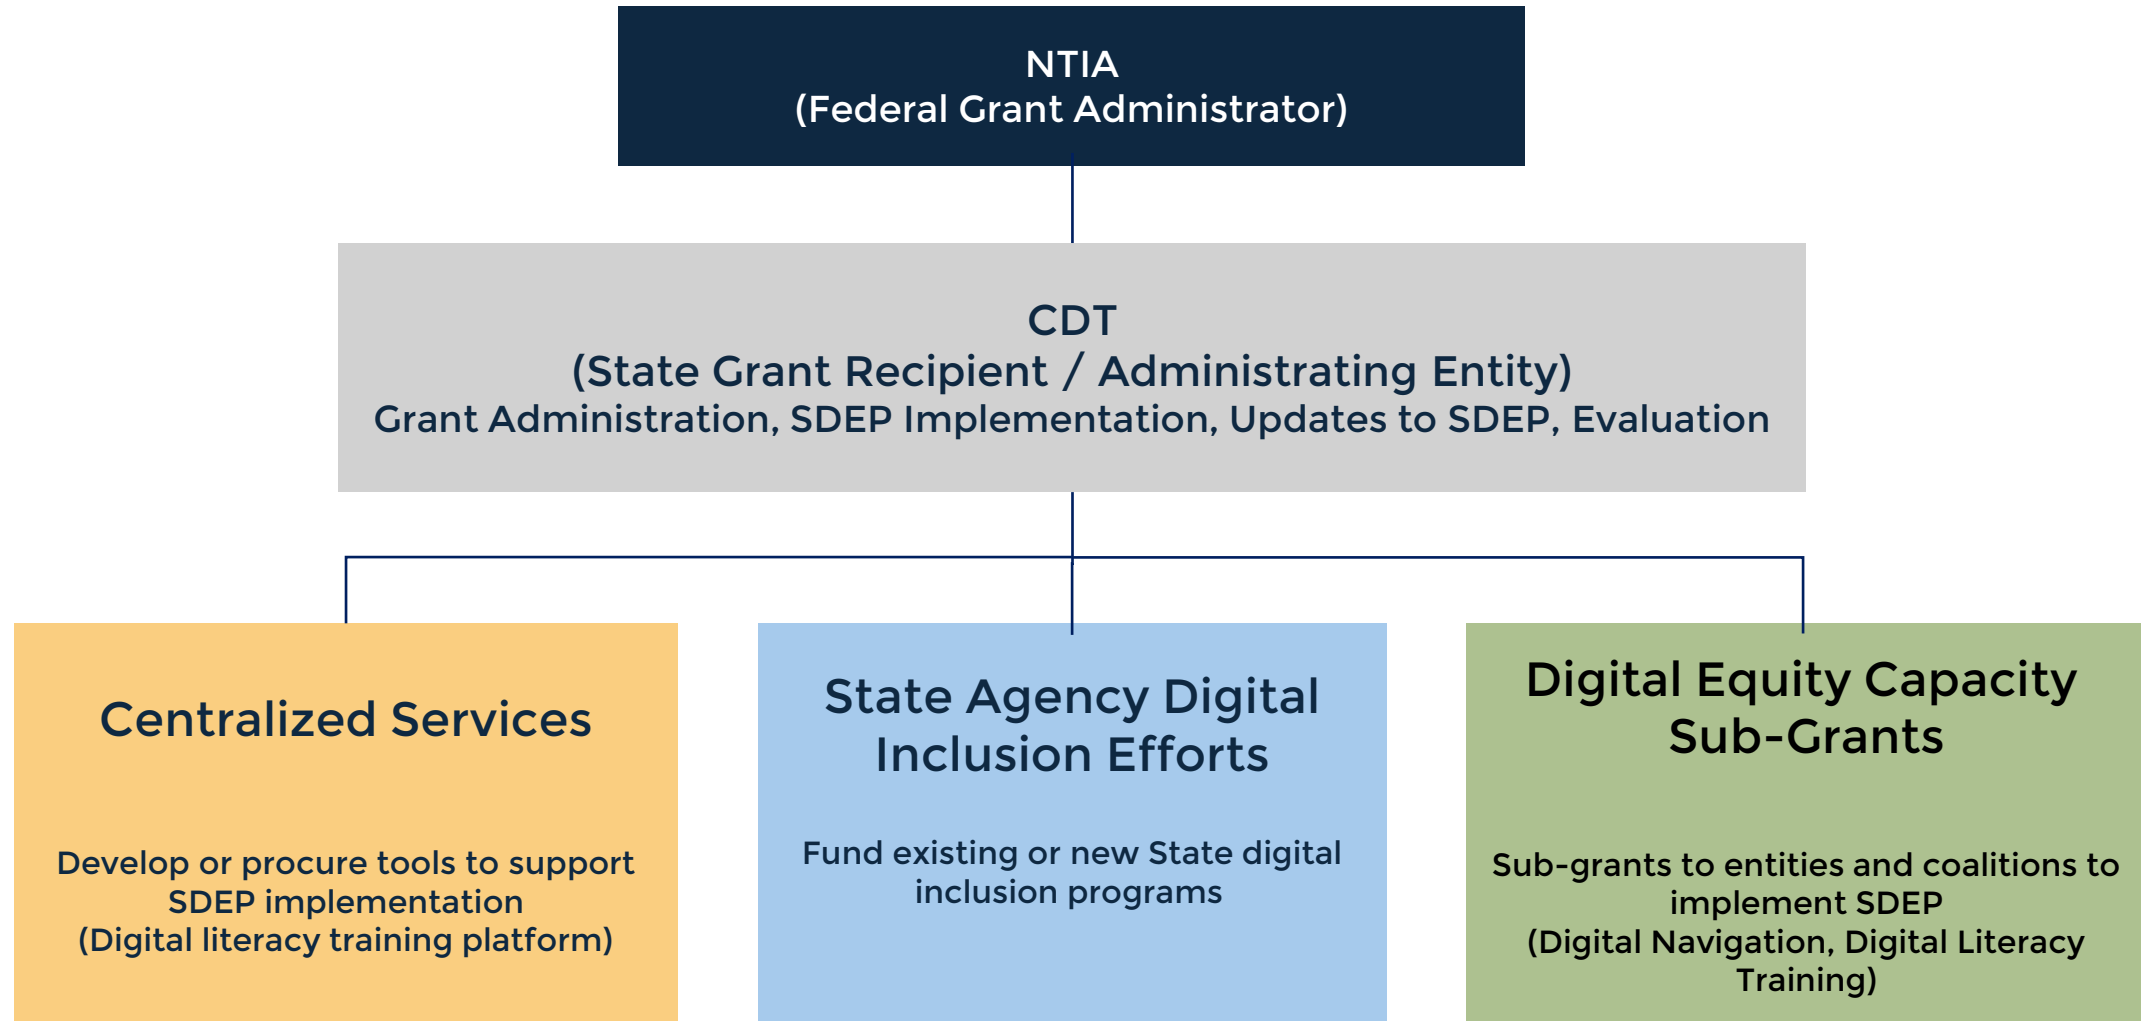 NTIA
(Federal Grant Administrator)
CDT
(State Grant Recipient / Administrating Entity)
Grant Administration, SDEP Implementation, Updates to SDEP, Evaluation
Centralized Services
Develop or procure tools to support
SDEP implementation
(Digital literacy training platform)
State Agency Digital
Inclusion Efforts
Fund existing or new State digital
inclusion programs
Digital Equity Capacity
Sub-Grants
Sub-grants to entities and coalitions to
implement SDEP
(Digital Navigation, Digital Literacy
Training)